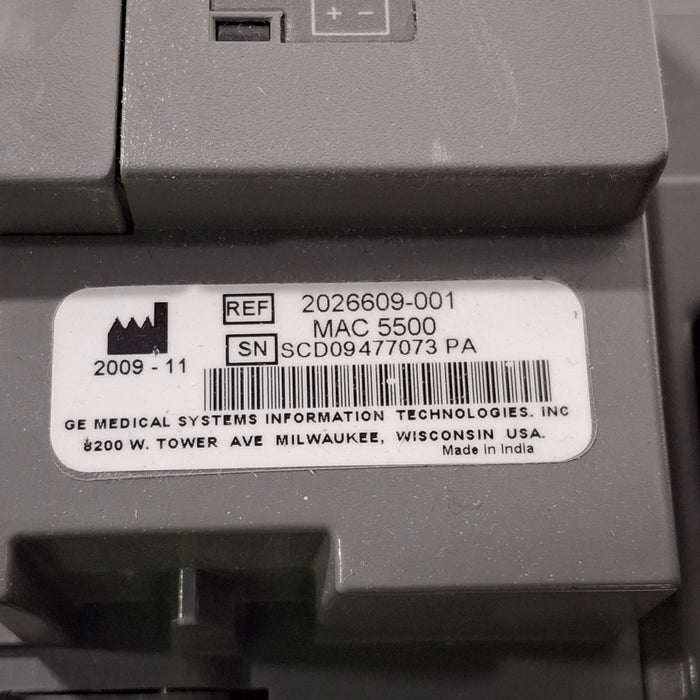 + -
REF 2026609-001
MAC 5500
2009 - 11
SN SCD09477073 PA
GE MEDICAL SYSTEMS INFORMATION TECHNOLOGIES. INC
8200 W. TOWER AVE MILWAUKEE, WISCONSIN USA.
Made in India